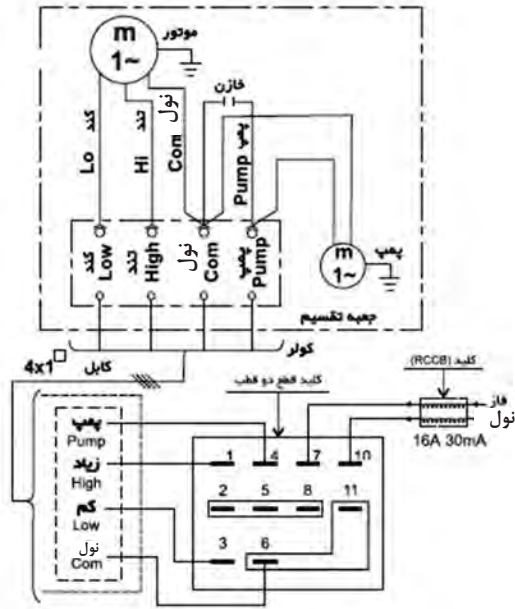 m
1~
موتور
خازن
کند
Lo
تند
Hi
نول
Com
پمپ
Pump
کند
Low
تند
High
نول
Com
پمپ
Pump
m
1~
پمپ
جعبه تقسیم
کولر
کابل
4x1
کلید قطع دو قطب
کلید (RCCB)
فاز
نول
16A 30mA
پمپ
Pump
زیاد
High
کم
Low
نول
Com
1 4 7 10
2 5 8 11
3 6